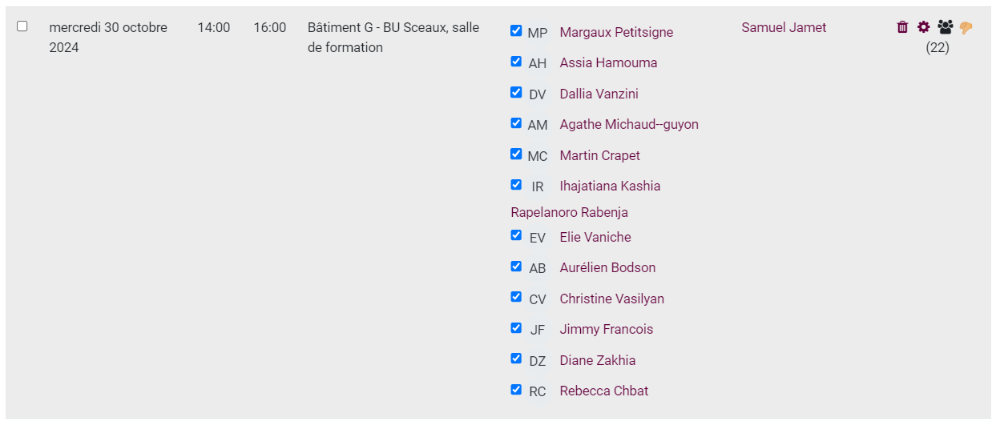 mercredi 30 octobre
2024
14:00
16:00
Bâtiment G - BU Sceaux, salle
de formation
MP Margaux Petitsigne
AH Assia Hamouma
DV Dallia Vanzini
AM Agathe Michaud--guyon
MC Martin Crapet
IR Ihajatiana Kashia
Rapelanoro Rabenja
EV Elie Vaniche
AB Aurélien Bodson
CV Christine Vasilyan
JF Jimmy Francois
DZ Diane Zakhia
RC Rebecca Chbat
Samuel Jamet
(22)